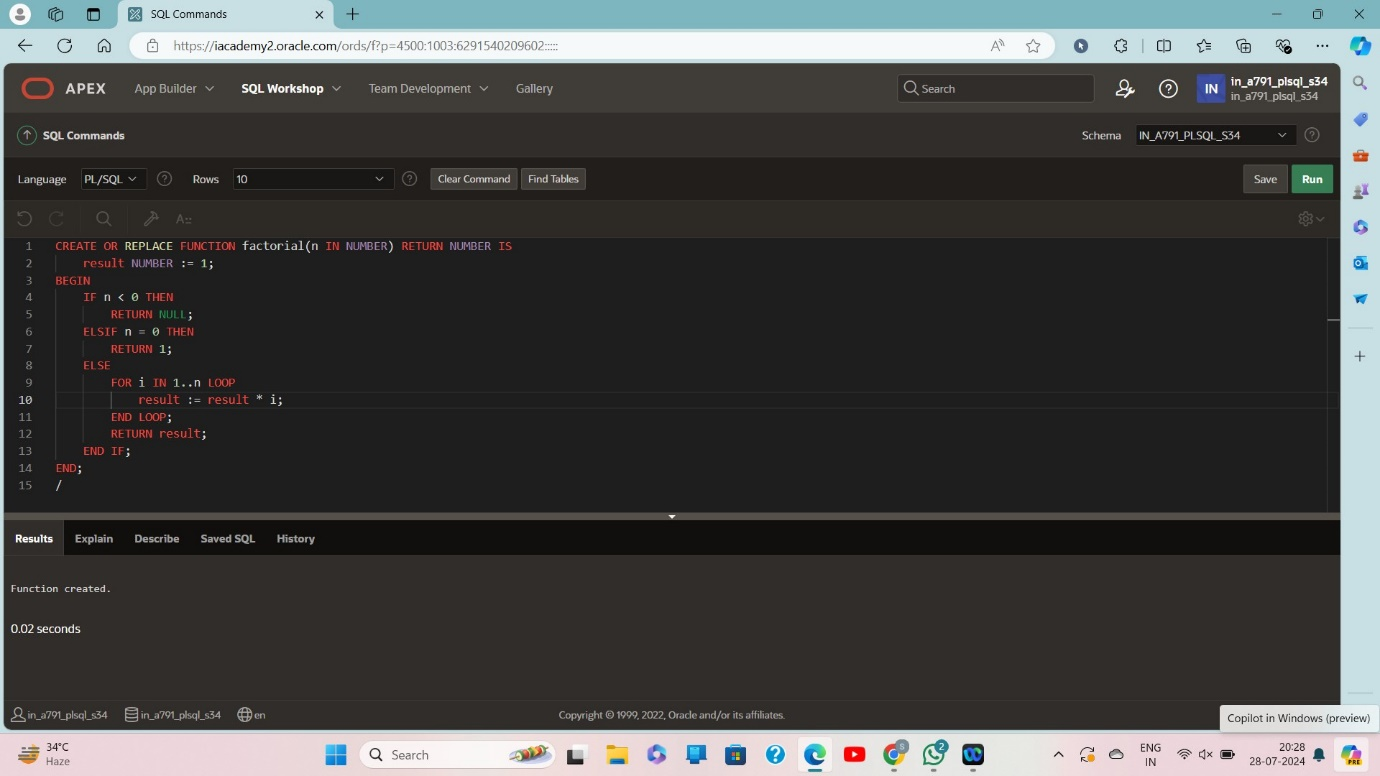 SQL Commands
https://iacademy2.oracle.com/ords/f?p=4500:1003:6291540209602:::::
APEX App Builder SQL Workshop Team Development Gallery Search IN in_a791_plsql_s34
in_a791_plsql_s34
SQL Commands Schema IN_A791_PLSQL_S34
Language PL/SQL Rows 10 Clear Command Find Tables Save Run
1 CREATE OR REPLACE FUNCTION factorial(n IN NUMBER) RETURN NUMBER IS
2 result NUMBER := 1;
3 BEGIN
4 IF n < 0 THEN
5 RETURN NULL;
6 ELSIF n = 0 THEN
7 RETURN 1;
8 ELSE
9 FOR i IN 1..n LOOP
10 result := result * i;
11 END LOOP;
12 RETURN result;
13 END IF;
14 END;
15 /
Results Explain Describe Saved SQL History
Function created.
0.02 seconds
in_a791_plsql_s34 in_a791_plsql_s34 en Copyright © 1999, 2022, Oracle and/or its affiliates.
Copilot in Windows (preview)
34°C
Haze
Search
S
2
ENG
IN
20:28
28-07-2024
PRE